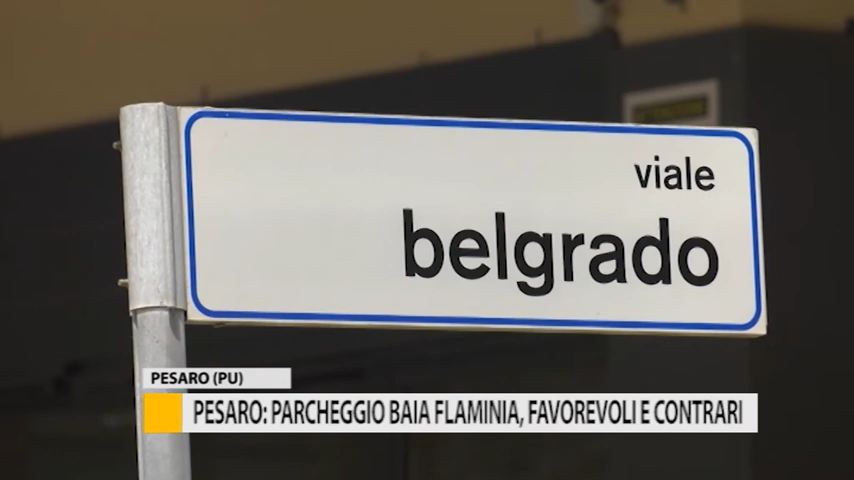 viale
belgrado
PESARO (PU)
PESARO: PARCHEGGIO BAIA FLAMINIA, FAVOREVOLI E CONTRARI